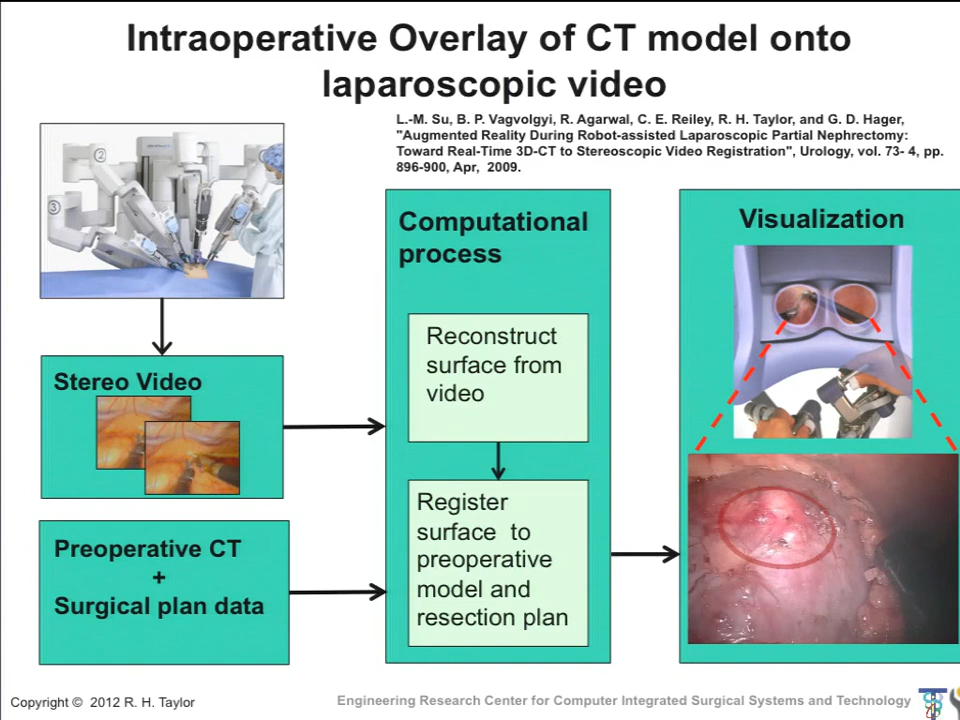 Intraoperative Overlay of CT model onto
laparoscopic video
L.-M. Su, B. P. Vagvolgyi, R. Agarwal, C. E. Reiley, R. H. Taylor, and G. D. Hager,
"Augmented Reality During Robot-assisted Laparoscopic Partial Nephrectomy:
Toward Real-Time 3D-CT to Stereoscopic Video Registration", Urology, vol. 73- 4, pp.
896-900, Apr, 2009.
2
3
Stereo Video
Preoperative CT
+
Surgical plan data
Computational
process
Reconstruct
surface from
video
Register
surface to
preoperative
model and
resection plan
Visualization
Copyright © 2012 R. H. Taylor
Engineering Research Center for Computer Integrated Surgical Systems and Technology